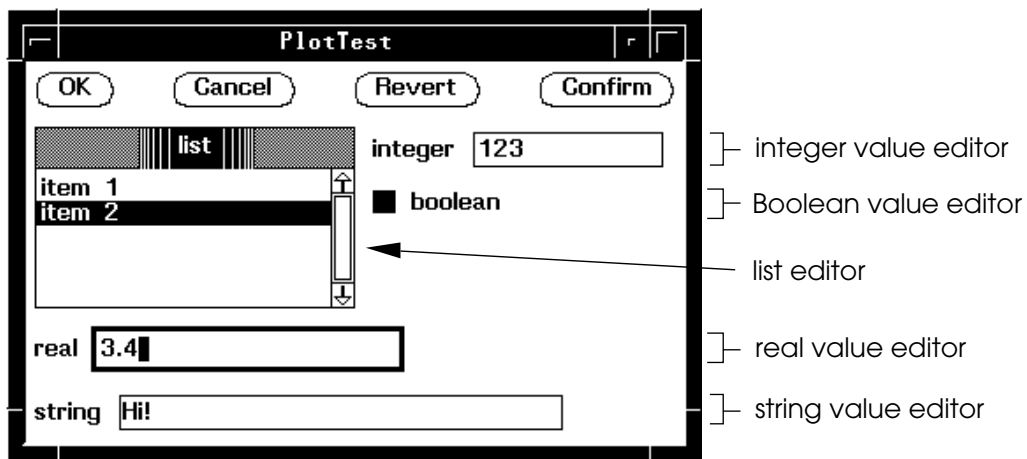 PlotTest
OK Cancel Revert Confirm
list
item 1
item 2
integer 123
boolean
real 3.4
string Hi!
integer value editor
Boolean value editor
list editor
real value editor
string value editor